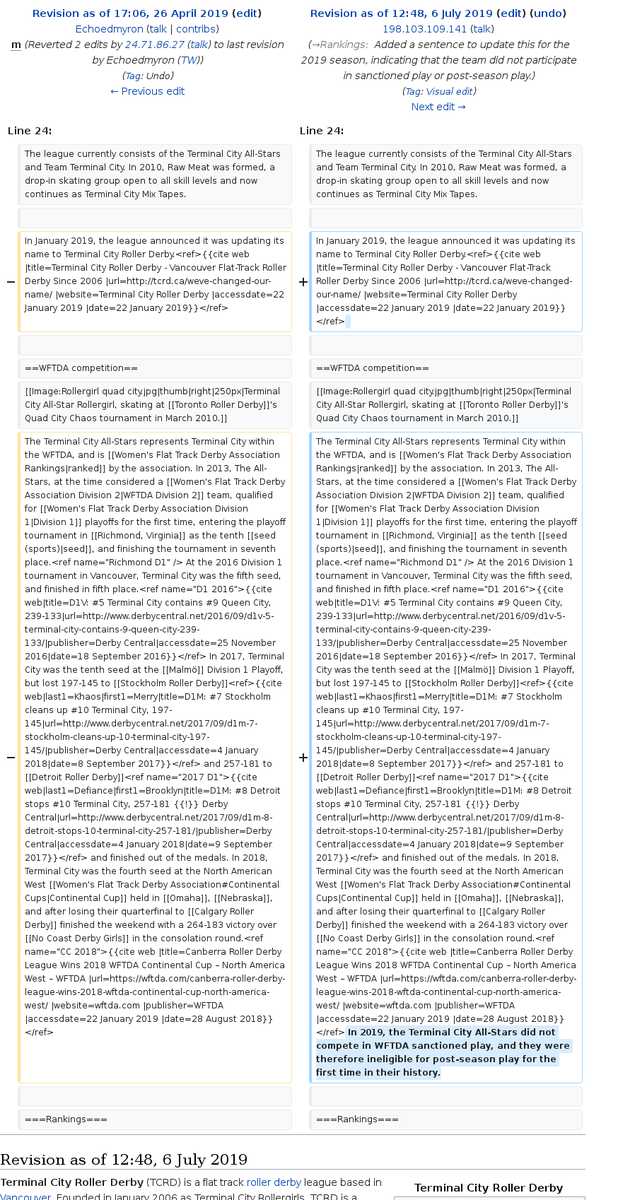 Revision as of 17:06, 26 April 2019 (edit)
Echoedmyron (talk | contribs)
m (Reverted 2 edits by 24.71.86.27 (talk) to last revision
by Echoedmyron (TW))
(Tag: Undo)
← Previous edit
Revision as of 12:48, 6 July 2019 (edit) (undo)
198.103.109.141 (talk)
(→Rankings: Added a sentence to update this for the
2019 season, indicating that the team did not participate
in sanctioned play or post-season play.)
(Tag: Visual edit)
Next edit →
Line 24:
The league currently consists of the Terminal City All-Stars
and Team Terminal City. In 2010, Raw Meat was formed, a
drop-in skating group open to all skill levels and now
continues as Terminal City Mix Tapes.
−
In January 2019, the league announced it was updating its
name to Terminal City Roller Derby.<ref>{{cite web
|title=Terminal City Roller Derby - Vancouver Flat-Track Roller
Derby Since 2006 |url=http://tcrd.ca/weve-changed-
our-name/ |website=Terminal City Roller Derby |accessdate=22
January 2019 |date=22 January 2019}}</ref>
==WFTDA competition==
[[Image:Rollergirl quad city.jpg|thumb|right|250px|Terminal
City All-Star Rollergirl, skating at [[Toronto Roller Derby]]'s
Quad City Chaos tournament in March 2010.]]
−
The Terminal City All-Stars represents Terminal City within
the WFTDA, and is [[Women's Flat Track Derby Association
Rankings|ranked]] by the association. In 2013, The All-
Stars, at the time considered a [[Women's Flat Track Derby
Association Division 2|WFTDA Division 2]] team, qualified
for [[Women's Flat Track Derby Association Division
1|Division 1]] playoffs for the first time, entering the playoff
tournament in [[Richmond, Virginia]] as the tenth [[seed
(sports)|seed]], and finishing the tournament in seventh
place.<ref name="Richmond D1" /> At the 2016 Division 1
tournament in Vancouver, Terminal City was the fifth seed,
and finished in fifth place.<ref name="D1 2016">{{cite
web|title=D1V: #5 Terminal City contains #9 Queen City,
239-133|url=http://www.derbycentral.net/2016/09/d1v-5-
terminal-city-contains-9-queen-city-239-
133/|publisher=Derby Central|accessdate=25 November
2016|date=18 September 2016}}</ref> In 2017, Terminal
City was the tenth seed at the [[Malmö]] Division 1 Playoff,
but lost 197-145 to [[Stockholm Roller Derby]]<ref>{{cite
web|last1=Khaos|first1=Merry|title=D1M: #7 Stockholm
cleans up #10 Terminal City, 197-
145|url=http://www.derbycentral.net/2017/09/d1m-7-
stockholm-cleans-up-10-terminal-city-197-
145/|publisher=Derby Central|accessdate=4 January
2018|date=8 September 2017}}</ref> and 257-181 to
[[Detroit Roller Derby]]<ref name="2017 D1">{{cite
web|last1=Defiance|first1=Brooklyn|title=D1M: #8 Detroit
stops #10 Terminal City, 257-181 {{!}} Derby
Central|url=http://www.derbycentral.net/2017/09/d1m-8-
detroit-stops-10-terminal-city-257-181/|publisher=Derby
Central|accessdate=4 January 2018|date=9 September
2017}}</ref> and finished out of the medals. In 2018,
Terminal City was the fourth seed at the North American
West [[Women's Flat Track Derby Association#Continental
Cups|Continental Cup]] held in [[Omaha]], [[Nebraska]],
and after losing their quarterfinal to [[Calgary Roller
Derby]] finished the weekend with a 264-183 victory over
[[No Coast Derby Girls]] in the consolation round.<ref
name="CC 2018">{{cite web |title=Canberra Roller Derby
League Wins 2018 WFTDA Continental Cup – North America
West – WFTDA |url=https://wftda.com/canberra-roller-derby-
league-wins-2018-wftda-continental-cup-north-america-
west/ |website=wftda.com |publisher=WFTDA
|accessdate=22 January 2019 |date=28 August 2018}}
</ref>
===Rankings===
Line 24:
The league currently consists of the Terminal City All-Stars
and Team Terminal City. In 2010, Raw Meat was formed, a
drop-in skating group open to all skill levels and now
continues as Terminal City Mix Tapes.
+
In January 2019, the league announced it was updating its
name to Terminal City Roller Derby.<ref>{{cite web
|title=Terminal City Roller Derby - Vancouver Flat-Track
Roller Derby Since 2006 |url=http://tcrd.ca/weve-changed-
our-name/ |website=Terminal City Roller Derby
|accessdate=22 January 2019 |date=22 January 2019}}
</ref>
==WFTDA competition==
[[Image:Rollergirl quad city.jpg|thumb|right|250px|Terminal
City All-Star Rollergirl, skating at [[Toronto Roller Derby]]'s
Quad City Chaos tournament in March 2010.]]
+
The Terminal City All-Stars represents Terminal City within
the WFTDA, and is [[Women's Flat Track Derby Association
Rankings|ranked]] by the association. In 2013, The All-
Stars, at the time considered a [[Women's Flat Track Derby
Association Division 2|WFTDA Division 2]] team, qualified
for [[Women's Flat Track Derby Association Division
1|Division 1]] playoffs for the first time, entering the playoff
tournament in [[Richmond, Virginia]] as the tenth [[seed
(sports)|seed]], and finishing the tournament in seventh
place.<ref name="Richmond D1" /> At the 2016 Division 1
tournament in Vancouver, Terminal City was the fifth seed,
and finished in fifth place.<ref name="D1 2016">{{cite
web|title=D1V: #5 Terminal City contains #9 Queen City,
239-133|url=http://www.derbycentral.net/2016/09/d1v-5-
terminal-city-contains-9-queen-city-239-
133/|publisher=Derby Central|accessdate=25 November
2016|date=18 September 2016}}</ref> In 2017, Terminal
City was the tenth seed at the [[Malmö]] Division 1 Playoff,
but lost 197-145 to [[Stockholm Roller Derby]]<ref>{{cite
web|last1=Khaos|first1=Merry|title=D1M: #7 Stockholm
cleans up #10 Terminal City, 197-
145|url=http://www.derbycentral.net/2017/09/d1m-7-
stockholm-cleans-up-10-terminal-city-197-
145/|publisher=Derby Central|accessdate=4 January
2018|date=8 September 2017}}</ref> and 257-181 to
[[Detroit Roller Derby]]<ref name="2017 D1">{{cite
web|last1=Defiance|first1=Brooklyn|title=D1M: #8 Detroit
stops #10 Terminal City, 257-181 {{!}} Derby
Central|url=http://www.derbycentral.net/2017/09/d1m-8-
detroit-stops-10-terminal-city-257-181/|publisher=Derby
Central|accessdate=4 January 2018|date=9 September
2017}}</ref> and finished out of the medals. In 2018,
Terminal City was the fourth seed at the North American
West [[Women's Flat Track Derby Association#Continental
Cups|Continental Cup]] held in [[Omaha]], [[Nebraska]],
and after losing their quarterfinal to [[Calgary Roller
Derby]] finished the weekend with a 264-183 victory over
[[No Coast Derby Girls]] in the consolation round.<ref
name="CC 2018">{{cite web |title=Canberra Roller Derby
League Wins 2018 WFTDA Continental Cup – North America
West – WFTDA |url=https://wftda.com/canberra-roller-derby-
league-wins-2018-wftda-continental-cup-north-america-
west/ |website=wftda.com |publisher=WFTDA
|accessdate=22 January 2019 |date=28 August 2018}}
</ref> In 2019, the Terminal City All-Stars did not
compete in WFTDA sanctioned play, and they were
therefore ineligible for post-season play for the
first time in their history.
===Rankings===
Revision as of 12:48, 6 July 2019
Terminal City Roller Derby (TCRD) is a flat track roller derby league based in
Vancouver. Founded in January 2006 as Terminal City Rollergirls, TCRD is a
Terminal City Roller Derby